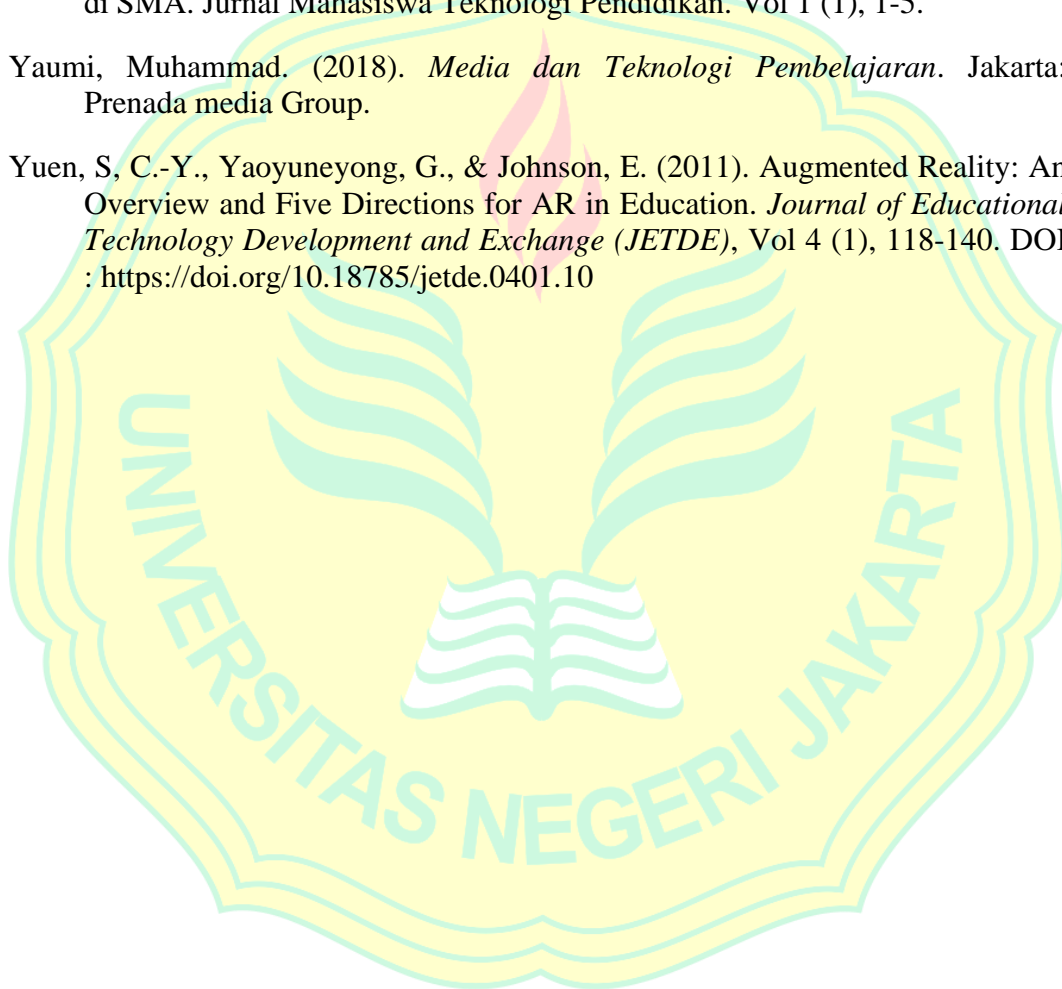 di SMA. Jurnal Mahasiswa Teknologi Pendidikan. Vol 1 (1), 1-5.
Yaumi, Muhammad. (2018). Media dan Teknologi Pembelajaran. Jakarta:
Prenada media Group.
Yuen, S, C.-Y., Yaoyuneyong, G., & Johnson, E. (2011). Augmented Reality: An
Overview and Five Directions for AR in Education. Journal of Educational
Technology Development and Exchange (JETDE), Vol 4 (1), 118-140. DOI
: https://doi.org/10.18785/jetde.0401.10
UNIVERSITAS NEGERI JAKARTA